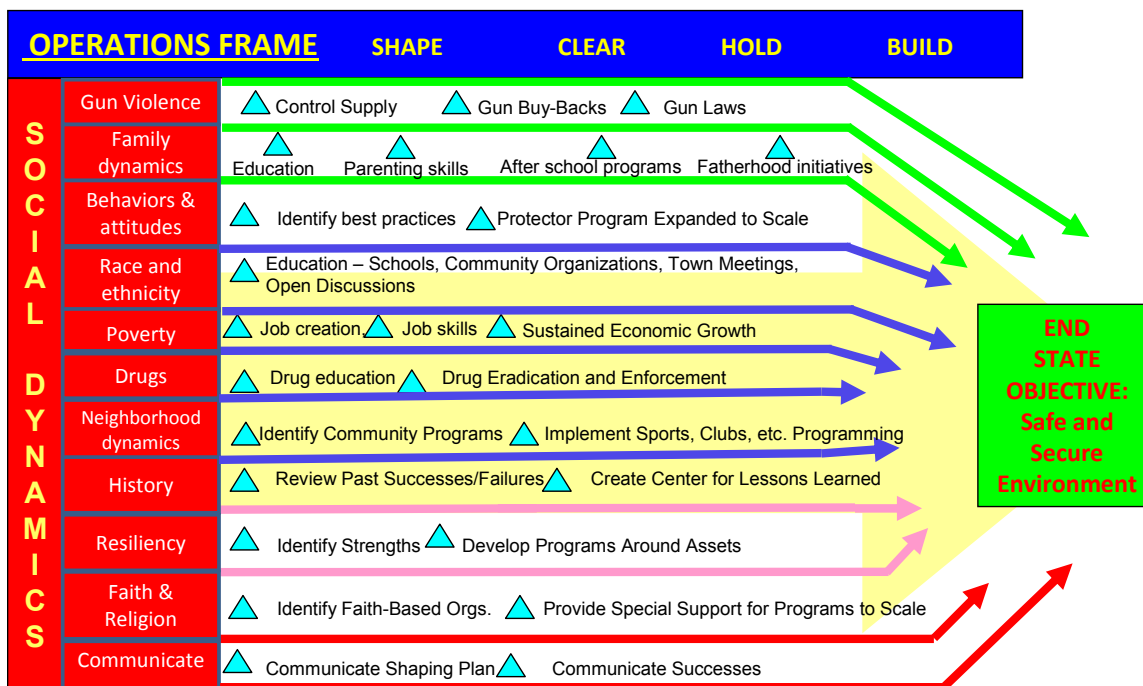 OPERATIONS FRAME SHAPE CLEAR HOLD BUILD
SOCIAL DYNAMICS
Gun Violence
Control Supply Gun Buy-Backs Gun Laws
Family
dynamics
Education Parenting skills After school programs Fatherhood initiatives
Behaviors &
attitudes
Identify best practices Protector Program Expanded to Scale
Race and
ethnicity
Education – Schools, Community Organizations, Town Meetings,
Open Discussions
Poverty
Job creation, Job skills Sustained Economic Growth
Drugs
Drug education Drug Eradication and Enforcement
Neighborhood
dynamics
Identify Community Programs Implement Sports, Clubs, etc. Programming
History
Review Past Successes/Failures Create Center for Lessons Learned
Resiliency
Identify Strengths Develop Programs Around Assets
Faith &
Religion
Identify Faith-Based Orgs. Provide Special Support for Programs to Scale
Communicate
Communicate Shaping Plan Communicate Successes
END
STATE
OBJECTIVE:
Safe and
Secure
Environment